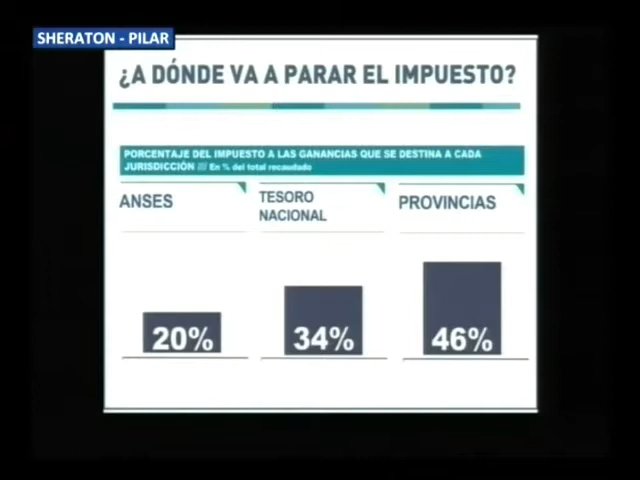 SHERATON - PILAR
¿A DÓNDE VA A PARAR EL IMPUESTO?
PORCENTAJE DEL IMPUESTO A LAS GANANCIAS QUE SE DESTINA A CADA
JURISDICCIÓN /// En % del total recaudado
ANSES
TESORO
NACIONAL
PROVINCIAS
20%
34%
46%